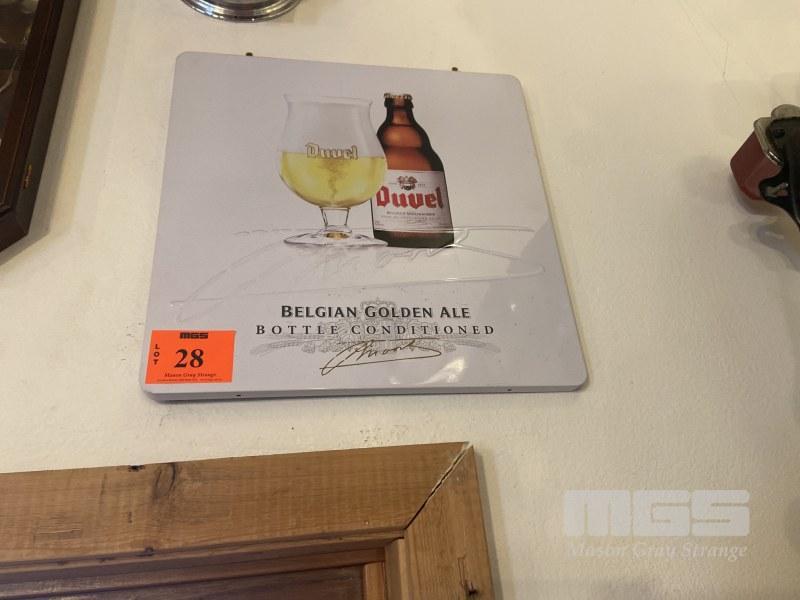 Duvel
Duvel
BELGIAN GOLDEN ALE
BOTTLE CONDITIONED
MGS
LOT
28
Mason Gray Strange
MGS
Mason Gray Strange